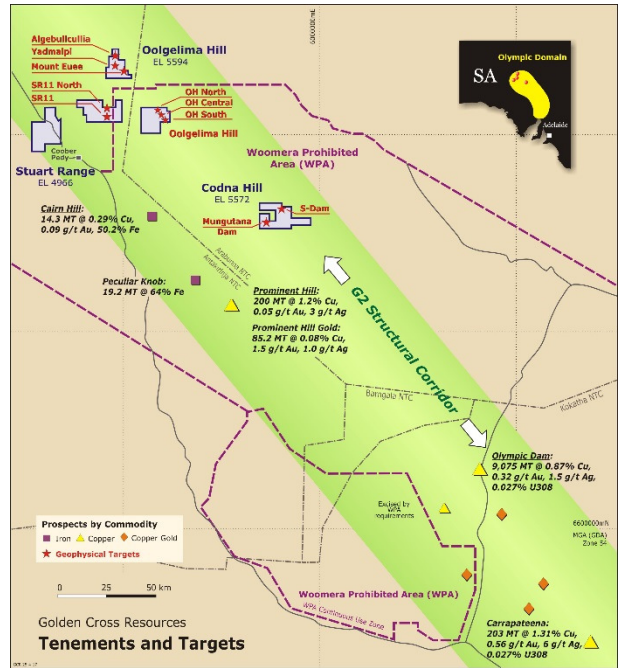 Algebullcullia
Yadmalpi
Mount Euee
Oolgelima Hill
EL 5594
SR11 North
SR11
OH North
OH Central
OH South
Oolgelima Hill
Coober
Pedy
Stuart Range
EL 4966
Woomera Prohibited
Area (WPA)
6300000mN
Olympic Domain
SA
Adelaide
Codna Hill
EL 5572
S-Dam
Mungutana
Dam
Cairn Hill:
14.3 MT @ 0.29% Cu,
0.09 g/t Au, 50.2% Fe
Arabunna NTC
Antakirinja NTC
Peculiar Knob:
19.2 MT @ 64% Fe
Prominent Hill:
200 MT @ 1.2% Cu,
0.05 g/t Au, 3 g/t Ag
Prominent Hill Gold:
85.2 MT @ 0.08% Cu,
1.5 g/t Au, 1.0 g/t Ag
G2 Structural Corridor
Barngala NTC
Kokatha NTC
Olympic Dam:
9,075 MT @ 0.87% Cu,
0.32 g/t Au, 1.5 g/t Ag,
0.027% U308
Excised by
WPA
requirements
6600000mN
MGA (GDA)
Zone 54
Prospects by Commodity
Iron
Copper
Copper Gold
Geophysical Targets
0
25
50 km
Woomera Prohibited Area (WPA)
WPA Continuous Use Zone
Golden Cross Resources
Tenements and Targets
Carrapateena:
203 MT @ 1.31% Cu,
0.56 g/t Au, 6 g/t Ag,
0.027% U308